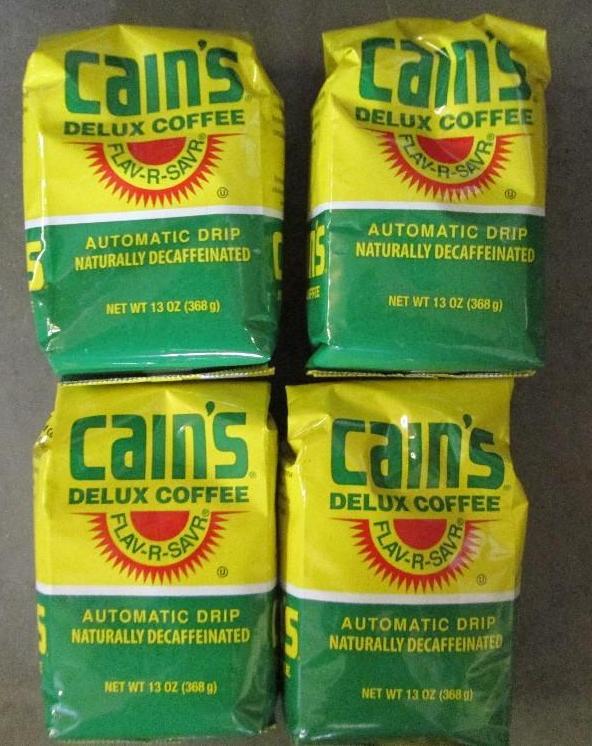 Cain's
DELUX COFFEE
FLAV-R-SAVR®
AUTOMATIC DRIP
NATURALLY DECAFFEINATED
NET WT 13 OZ (368 g)
Cain's
DELUX COFFEE
FLAV-R-SAVR®
AUTOMATIC DRIP
NATURALLY DECAFFEINATED
NET WT 13 OZ (368 g)
Cain's
DELUX COFFEE
FLAV-R-SAVR®
AUTOMATIC DRIP
NATURALLY DECAFFEINATED
NET WT 13 OZ (368 g)
Cain's
DELUX COFFEE
FLAV-R-SAVR®
AUTOMATIC DRIP
NATURALLY DECAFFEINATED
NET WT 13 OZ (368 g)